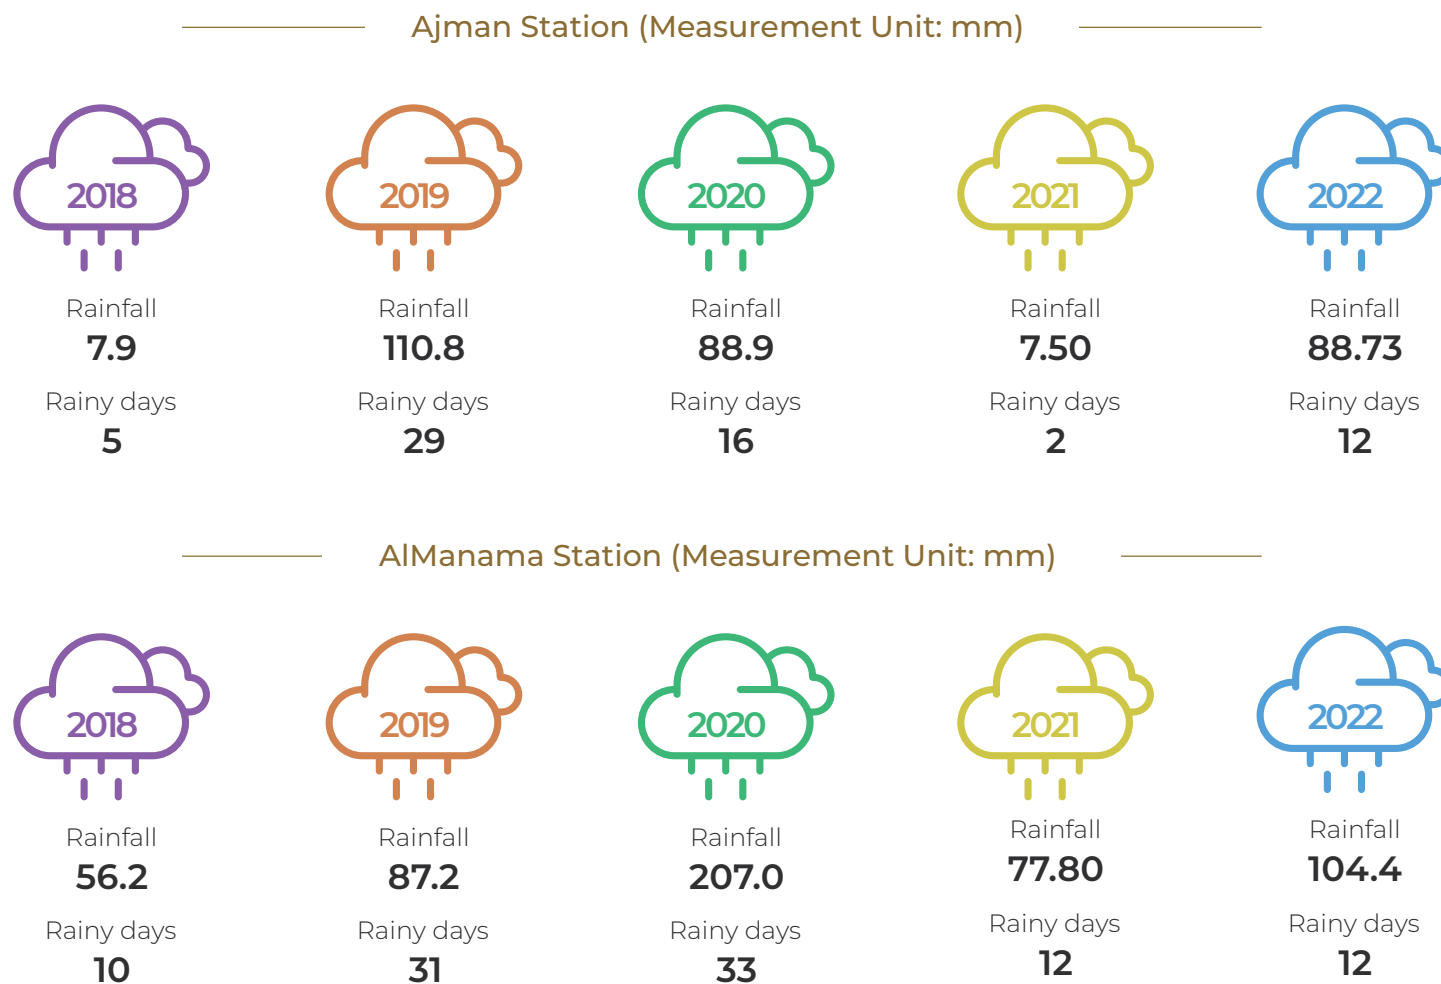 Ajman Station (Measurement Unit: mm)
2018 2019 2020 2021 2022
Rainfall Rainfall Rainfall Rainfall Rainfall
7.9 110.8 88.9 7.50 88.73
Rainy days Rainy days Rainy days Rainy days Rainy days
5 29 16 2 12
AlManama Station (Measurement Unit: mm)
2018 2019 2020 2021 2022
Rainfall Rainfall Rainfall Rainfall Rainfall
56.2 87.2 207.0 77.80 104.4
Rainy days Rainy days Rainy days Rainy days Rainy days
10 31 33 12 12